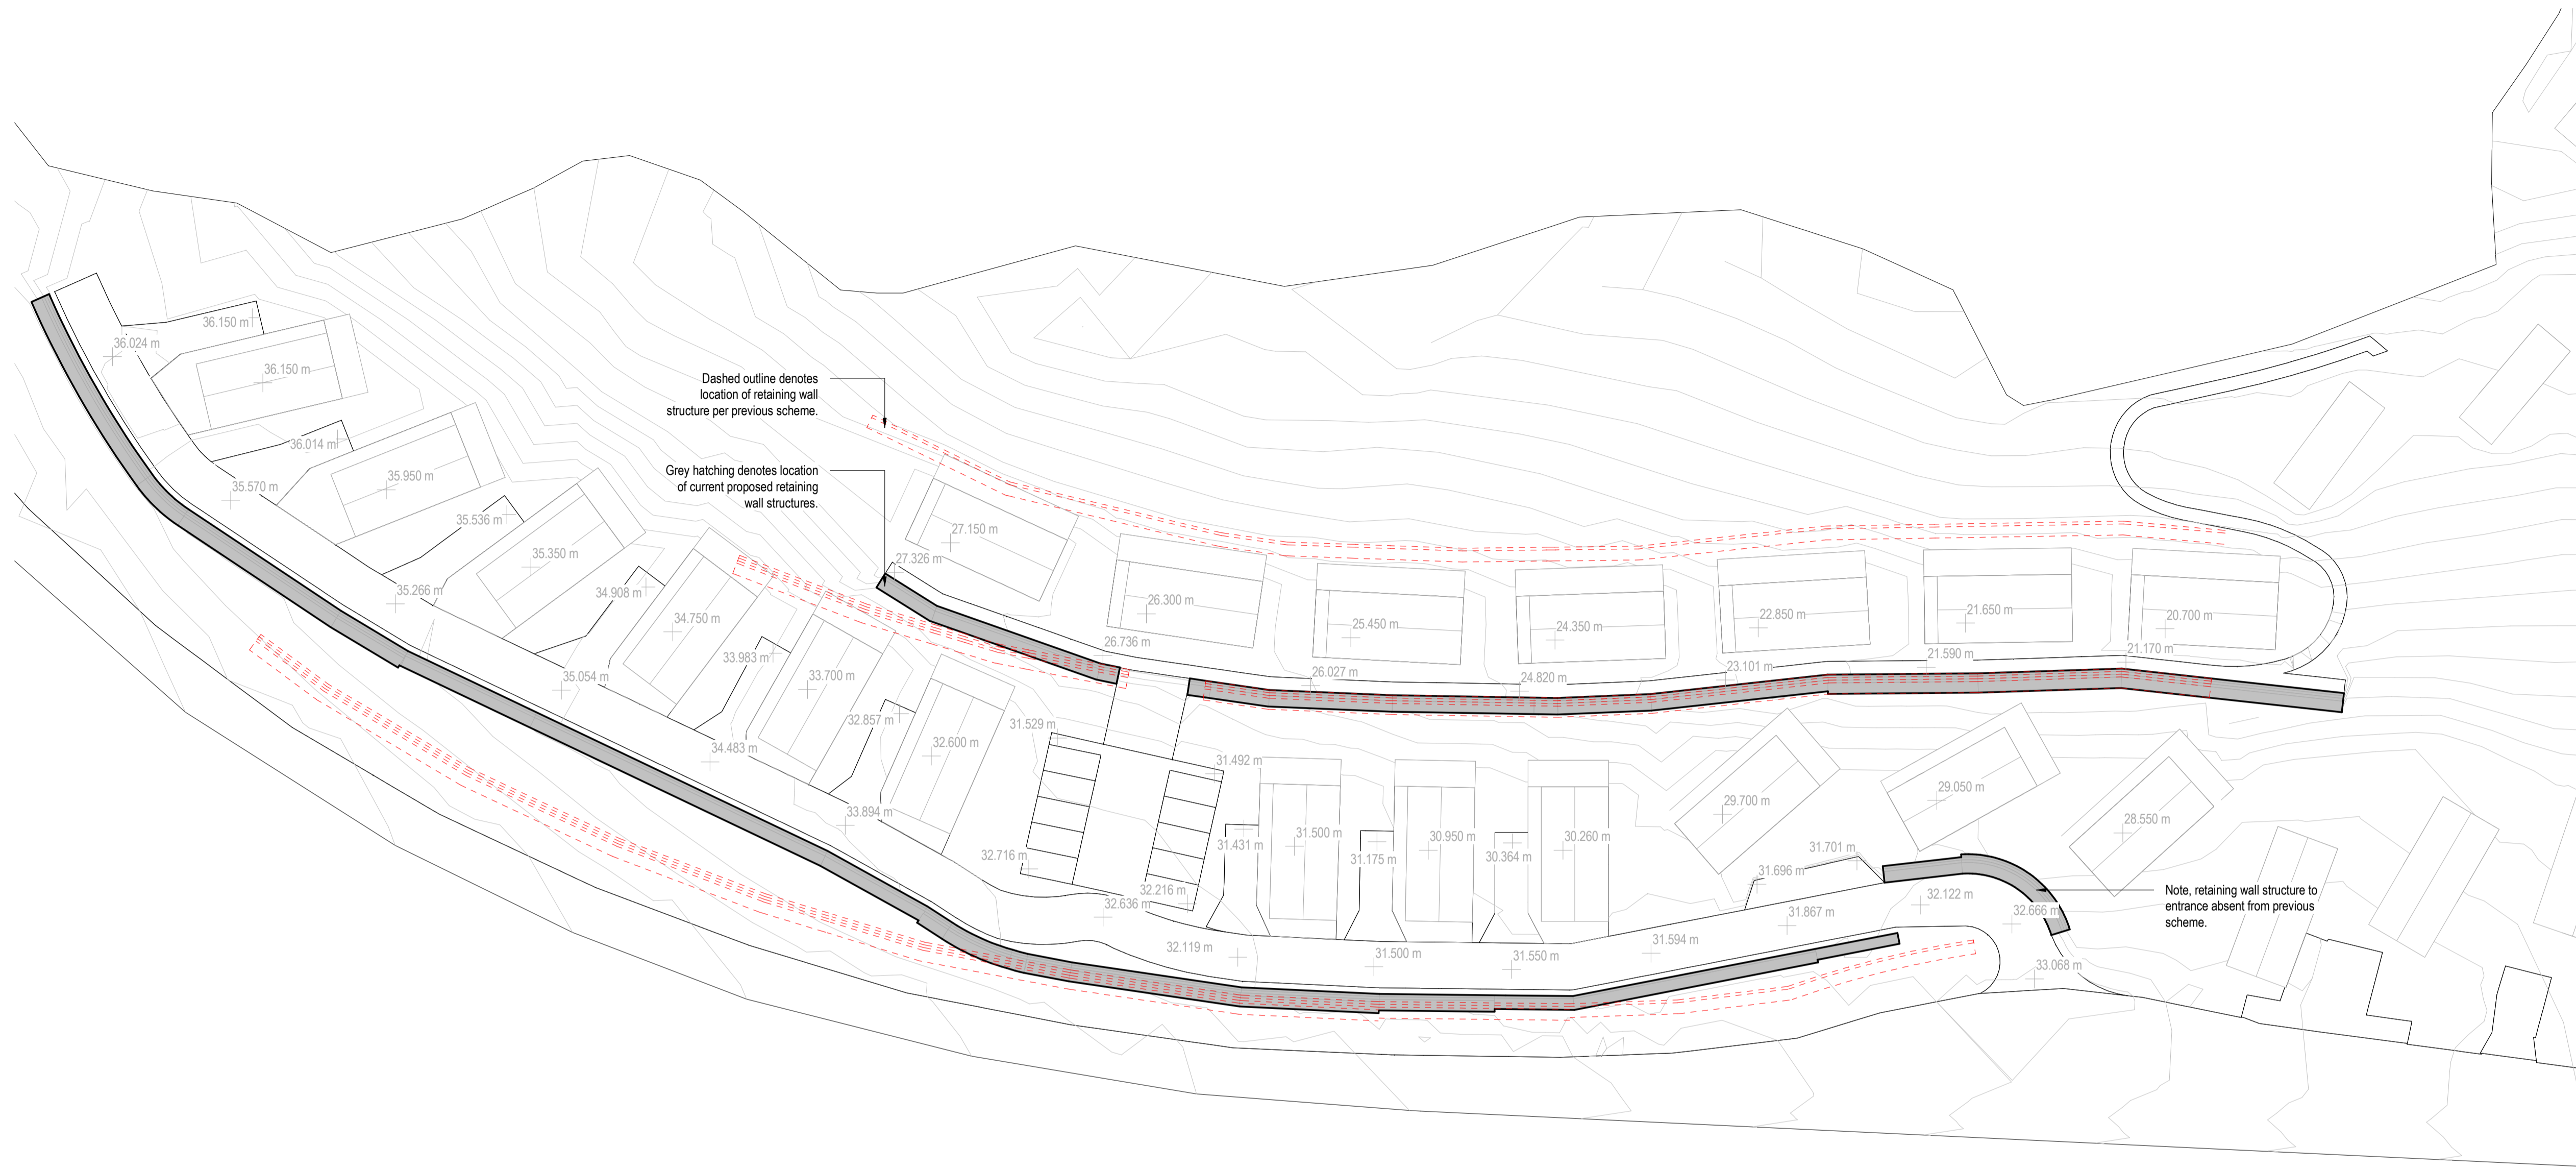 Dashed outline denotes
location of retaining wall
structure per previous scheme.
Grey hatching denotes location
of current proposed retaining
wall structures.
36.150 m
36.024 m
36.150 m
36.014 m
35.950 m
35.570 m
35.536 m
35.350 m
35.266 m
34.908 m
34.750 m
35.054 m
33.983 m
33.700 m
34.483 m
32.857 m
32.600 m
33.894 m
27.150 m
27.326 m
26.300 m
26.736 m
25.450 m
26.027 m
24.350 m
24.820 m
22.850 m
23.101 m
21.650 m
21.590 m
20.700 m
21.170 m
31.529 m
31.492 m
32.716 m
32.216 m
32.636 m
31.431 m
31.500 m
31.175 m
30.950 m
30.364 m
30.260 m
29.700 m
29.050 m
28.550 m
31.701 m
31.696 m
31.867 m
32.122 m
32.666 m
Note, retaining wall structure to
entrance absent from previous
scheme.
32.119 m
31.500 m
31.550 m
31.594 m
33.068 m